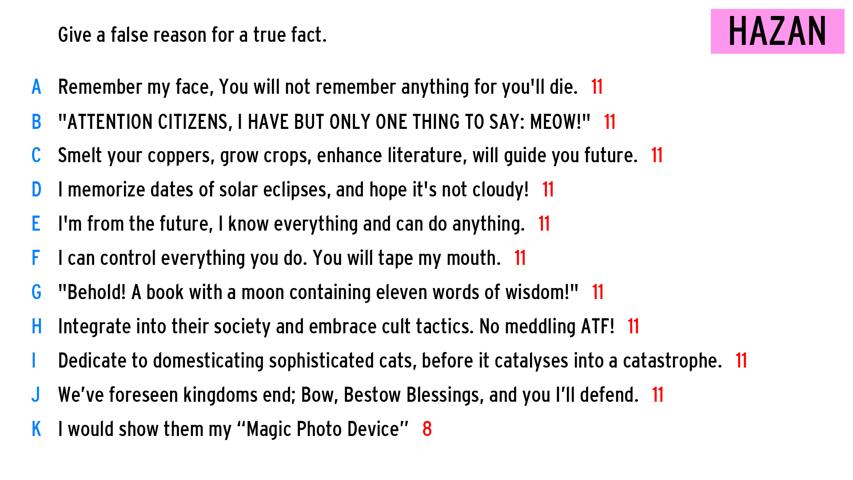 Give a false reason for a true fact.
HAZAN
A Remember my face, You will not remember anything for you'll die. 11
B "ATTENTION CITIZENS, I HAVE BUT ONLY ONE THING TO SAY: MEOW!" 11
C Smelt your coppers, grow crops, enhance literature, will guide you future. 11
D I memorize dates of solar eclipses, and hope it's not cloudy! 11
E I'm from the future, I know everything and can do anything. 11
F I can control everything you do. You will tape my mouth. 11
G "Behold! A book with a moon containing eleven words of wisdom!" 11
H Integrate into their society and embrace cult tactics. No meddling ATF! 11
I Dedicate to domesticating sophisticated cats, before it catalyses into a catastrophe. 11
J We’ve foreseen kingdoms end; Bow, Bestow Blessings, and you I’ll defend. 11
K I would show them my “Magic Photo Device” 8